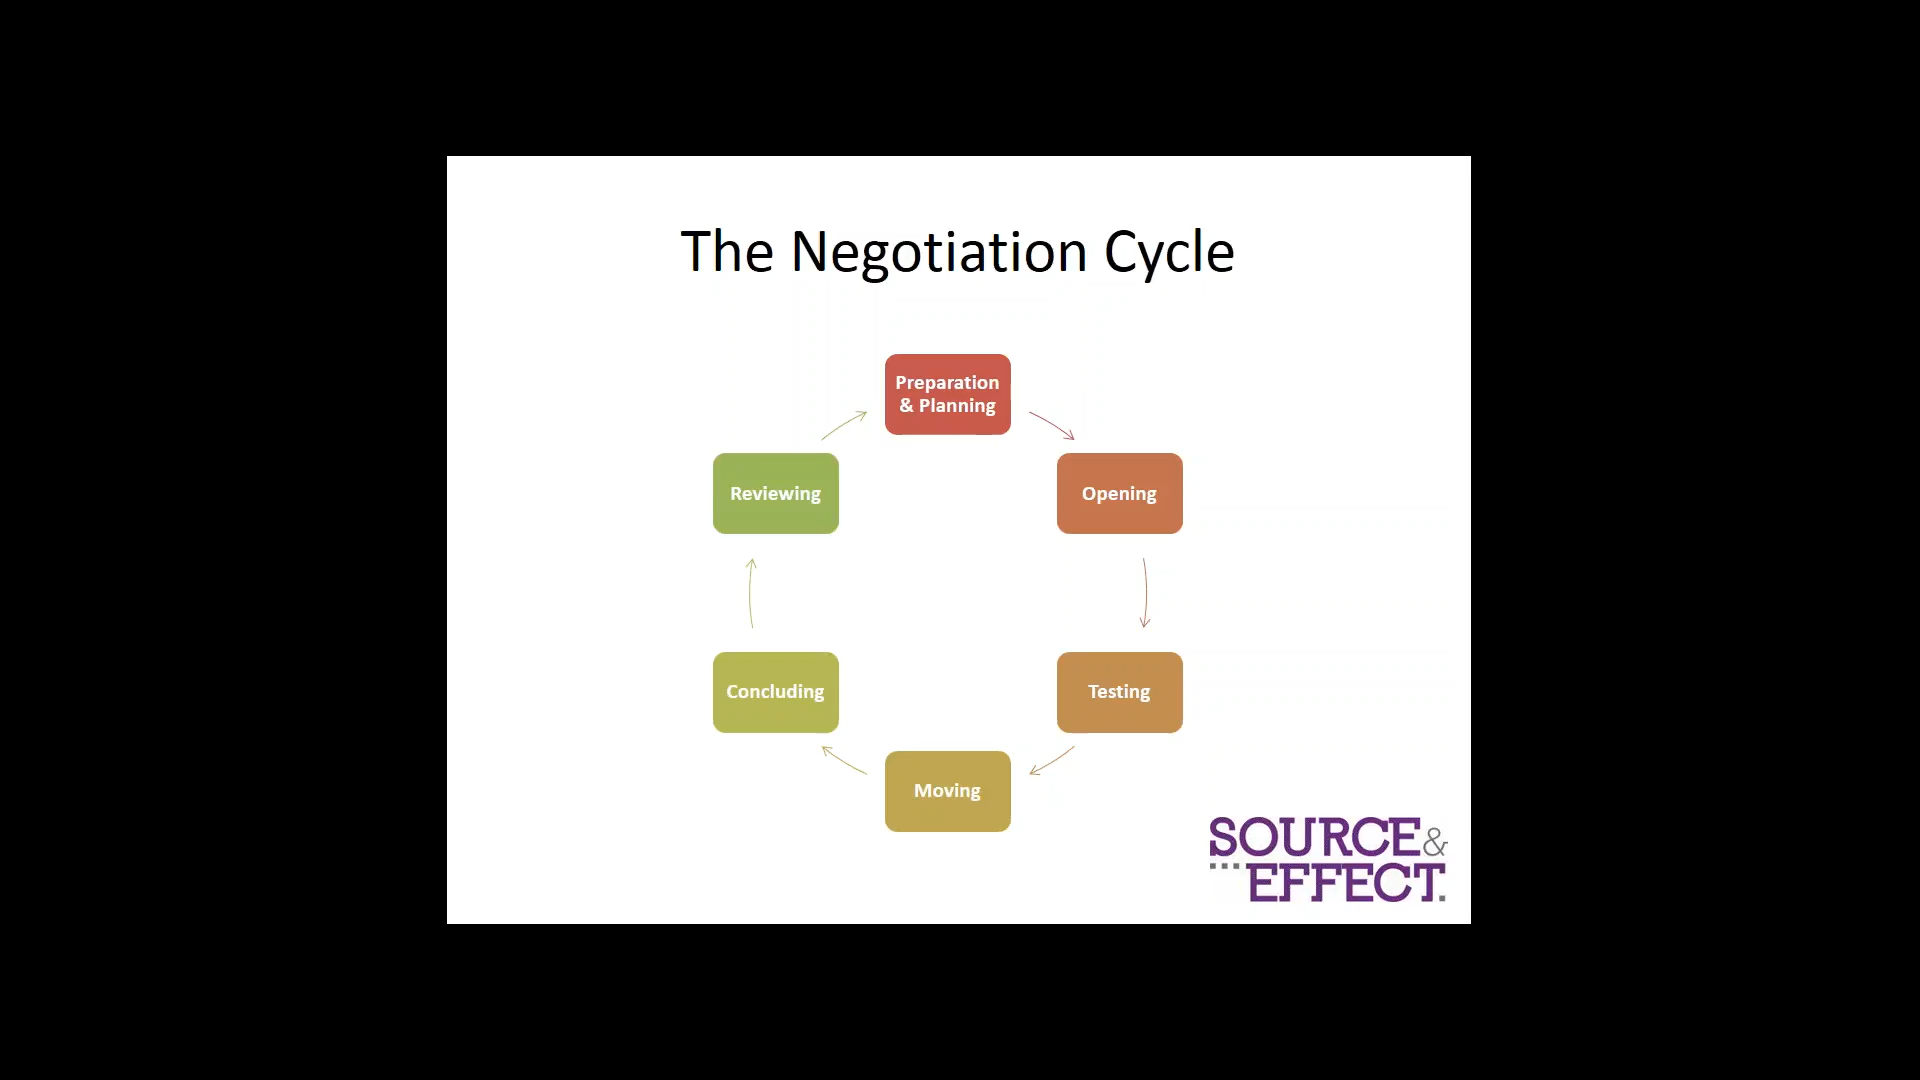 The Negotiation Cycle
Preparation
& Planning
Opening
Testing
Moving
Concluding
Reviewing
SOURCE&
EFFECT.